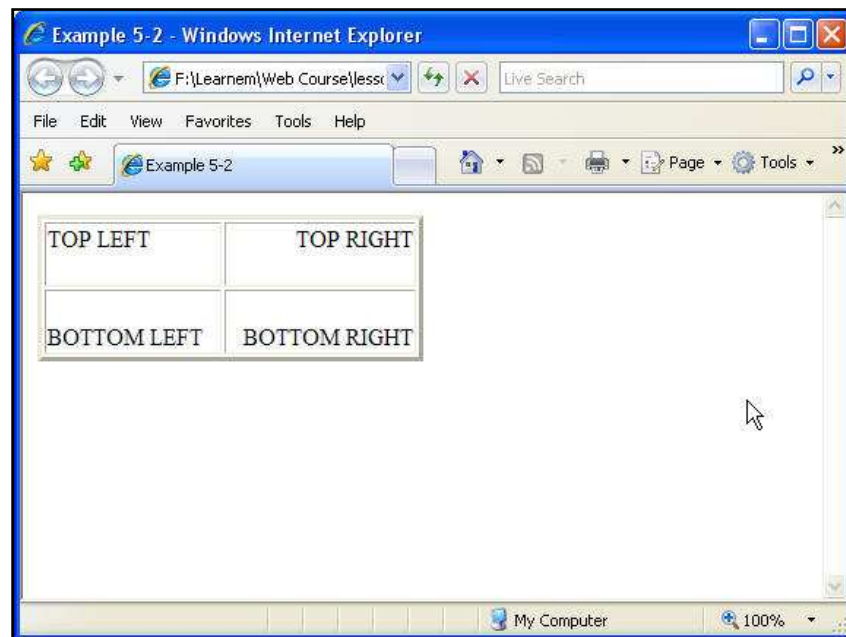 Example 5-2 - Windows Internet Explorer
F:\Learnem\Web Course\less
Live Search
File Edit View Favorites Tools Help
Example 5-2
Page Tools »
TOP LEFT TOP RIGHT
BOTTOM LEFT BOTTOM RIGHT
My Computer 100%